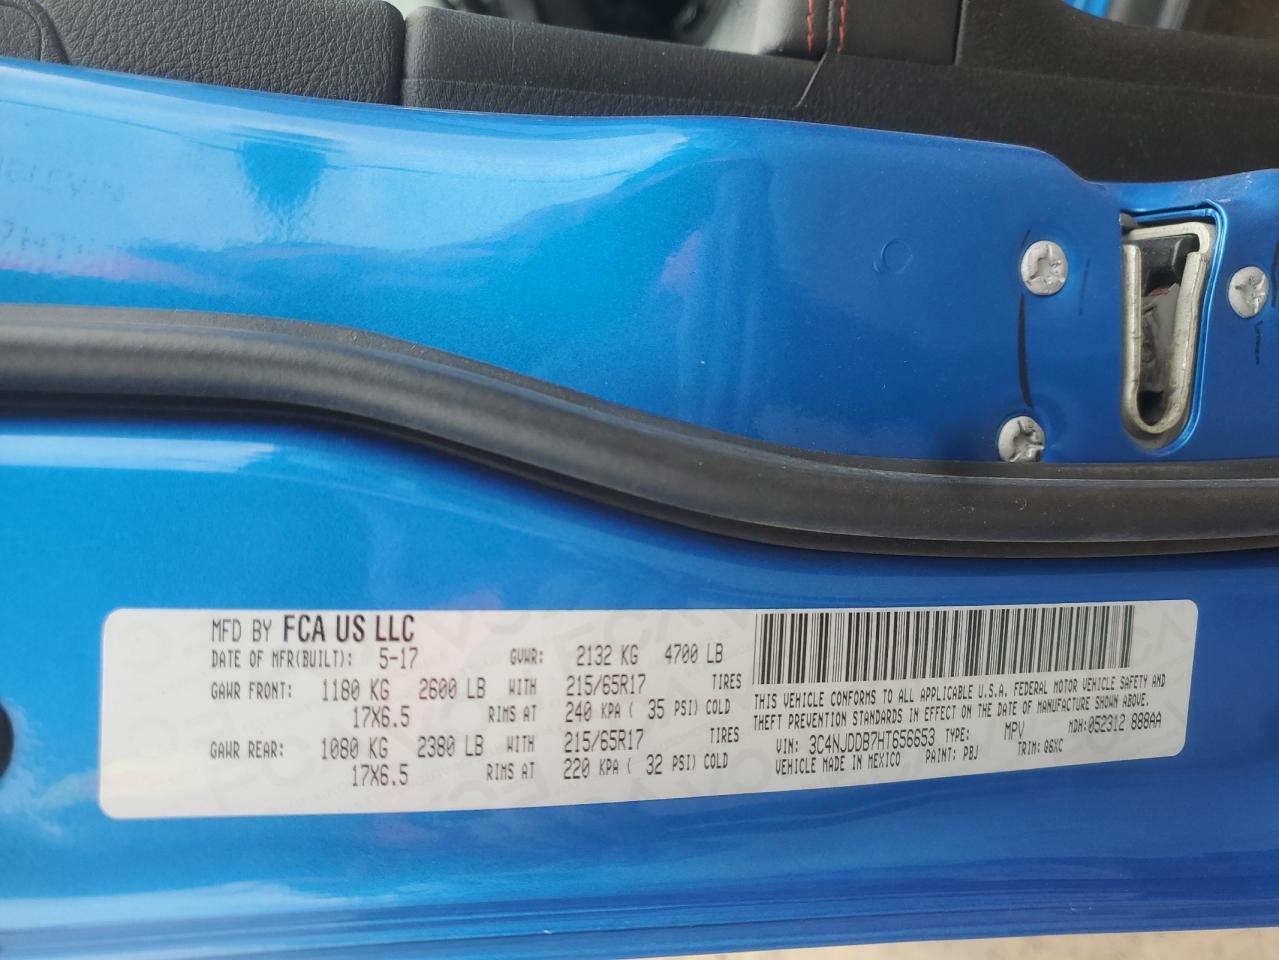 MFD BY FCA US LLC
DATE OF MFR(BUILT): 5-17 GVWR: 2132 KG 4700 LB
GAWR FRONT: 1180 KG 2600 LB WITH 215/65R17 TIRES
17X6.5 RIMS AT 240 KPA ( 35 PSI) COLD
GAWR REAR: 1080 KG 2380 LB WITH 215/65R17 TIRES
17X6.5 RIMS AT 220 KPA ( 32 PSI) COLD
THIS VEHICLE CONFORMS TO ALL APPLICABLE U.S.A. FEDERAL MOTOR VEHICLE SAFETY AND
THEFT PREVENTION STANDARDS IN EFFECT ON THE DATE OF MANUFACTURE SHOWN ABOVE.
VIN: 3C4NJDDB7HT656653 TYPE: MPV MDH: 052312 888AA
VEHICLE MADE IN MEXICO PAINT: PBJ TRIM: G6XC